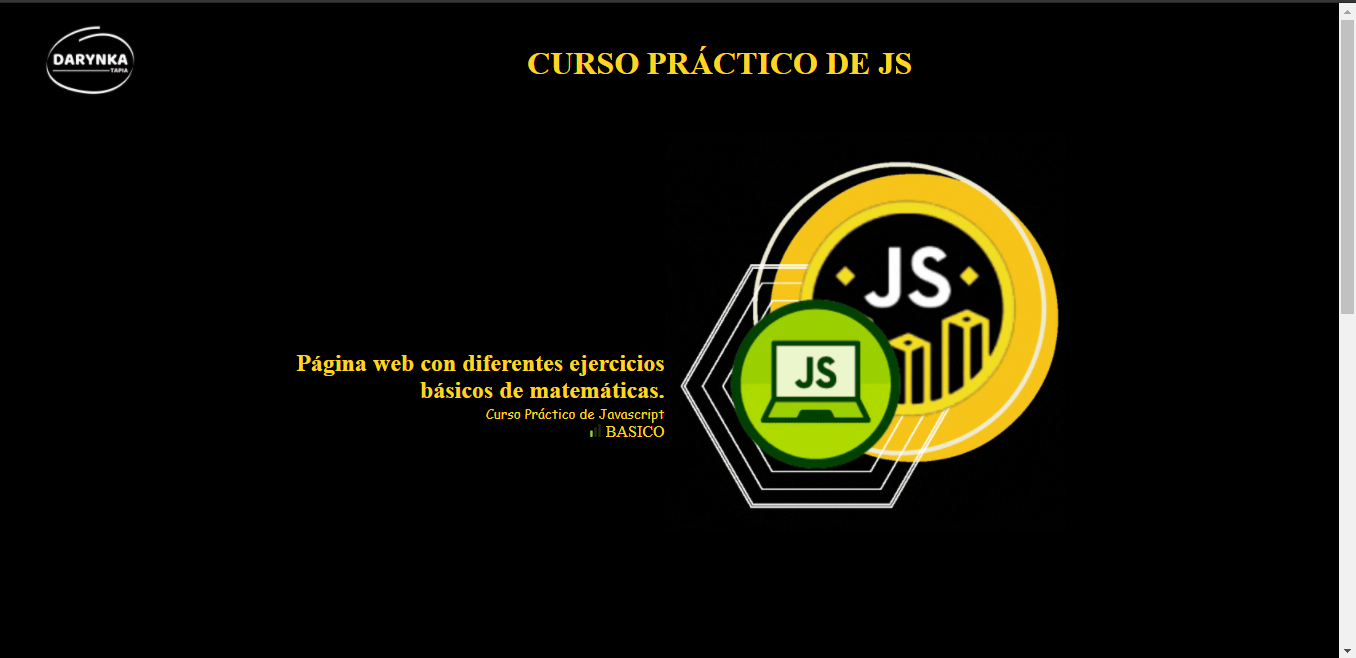 DARYNKA
TAPIA
CURSO PRÁCTICO DE JS
JS
JS
Página web con diferentes ejercicios
básicos de matemáticas.
Curso Práctico de Javascript
BASICO